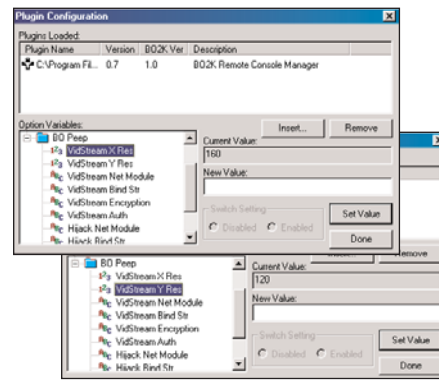 Plugin Configuration
Plugins Loaded:
Plugin Name Version BO2K Ver Description
C:\Program Fil... 0.7 1.0 BO2K Remote Console Manager
Option Variables:
Insert... Remove
BO Peep
VidStream X Res
VidStream Y Res
VidStream Net Module
VidStream Bind Str
VidStream Encryption
VidStream Auth
Hijack Net Module
Hijack Bind Str
Current Value:
160
New Value:
Switch Setting
Disabled Enabled
Set Value
Done
Remove
BO Peep
VidStream X Res
VidStream Y Res
VidStream Net Module
VidStream Bind Str
VidStream Encryption
VidStream Auth
Hijack Net Module
Hijack Bind Str
Current Value:
120
New Value:
Switch Setting
Disabled Enabled
Set Value
Done